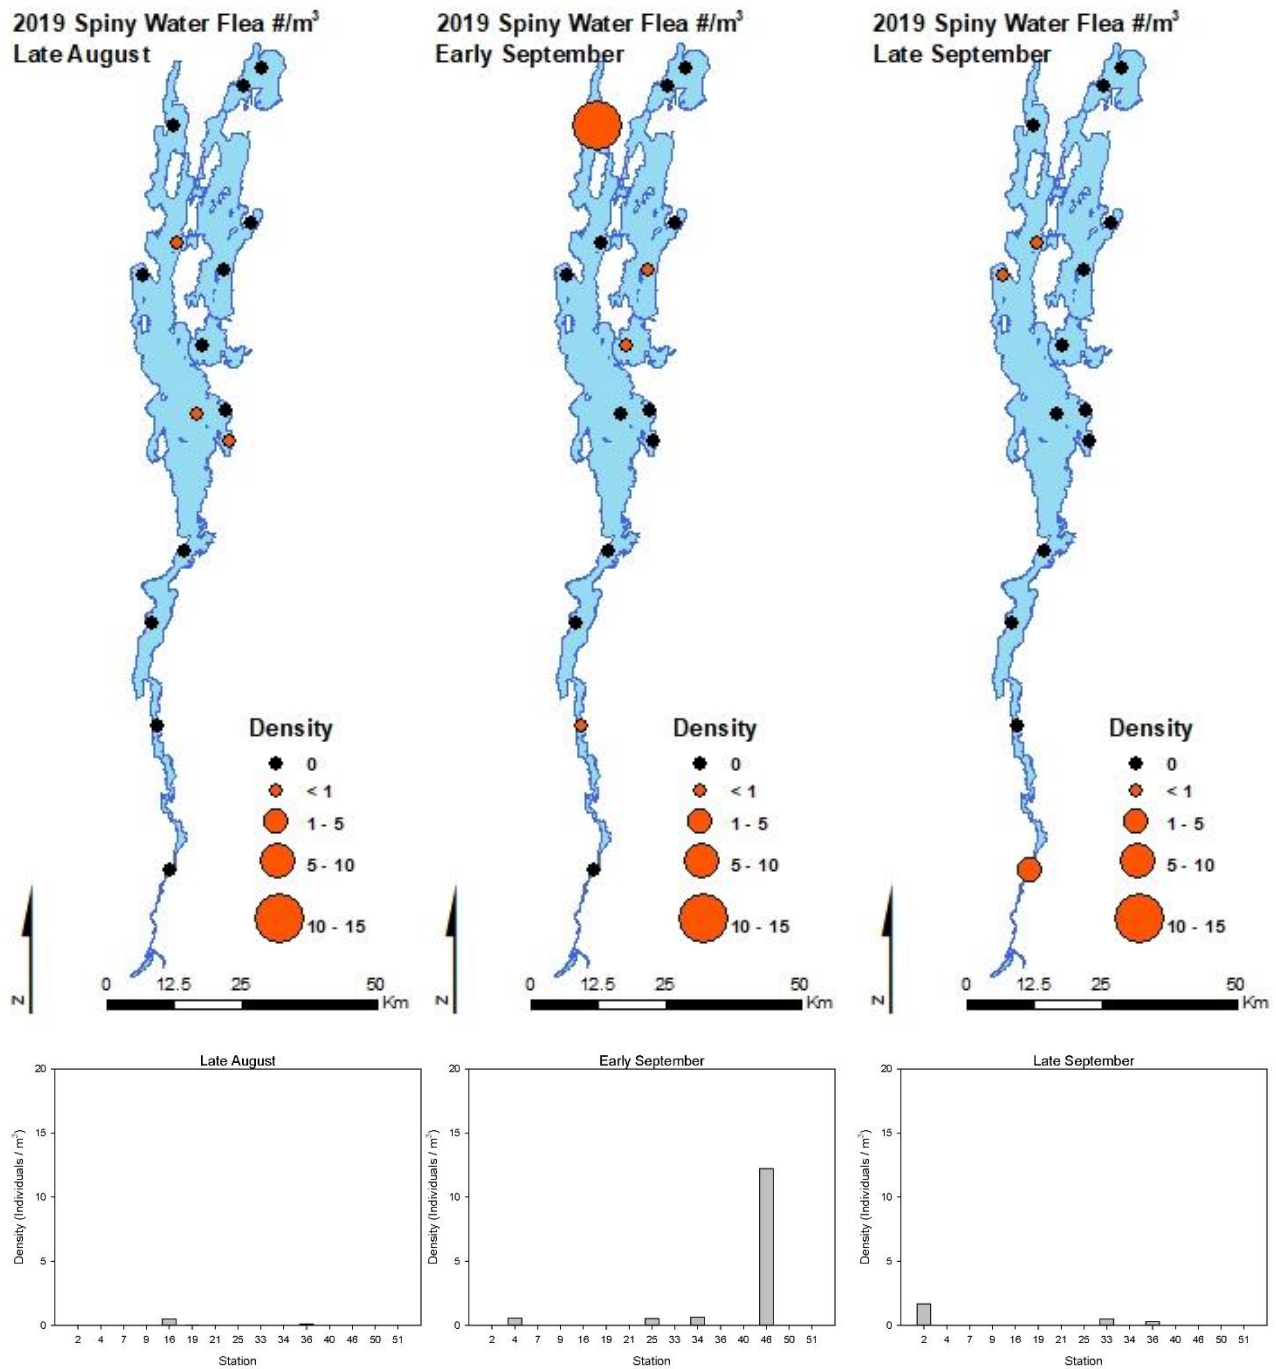 2019 Spiny Water Flea #/m³
Late August
Density
0
< 1
1 - 5
5 - 10
10 - 15
N
0 12.5 25 50
Km
2019 Spiny Water Flea #/m³
Early September
Density
0
< 1
1 - 5
5 - 10
10 - 15
N
0 12.5 25 50
Km
2019 Spiny Water Flea #/m³
Late September
Density
0
< 1
1 - 5
5 - 10
10 - 15
N
0 12.5 25 50
Km
Late August
Density (Individuals / m³)
20
15
10
5
0
2 4 7 9 16 19 21 25 33 34 36 40 46 50 51
Station
Early September
Density (Individuals / m³)
20
15
10
5
0
2 4 7 9 16 19 21 25 33 34 36 40 46 50 51
Station
Late September
Density (Individuals / m³)
20
15
10
5
0
2 4 7 9 16 19 21 25 33 34 36 40 46 50 51
Station